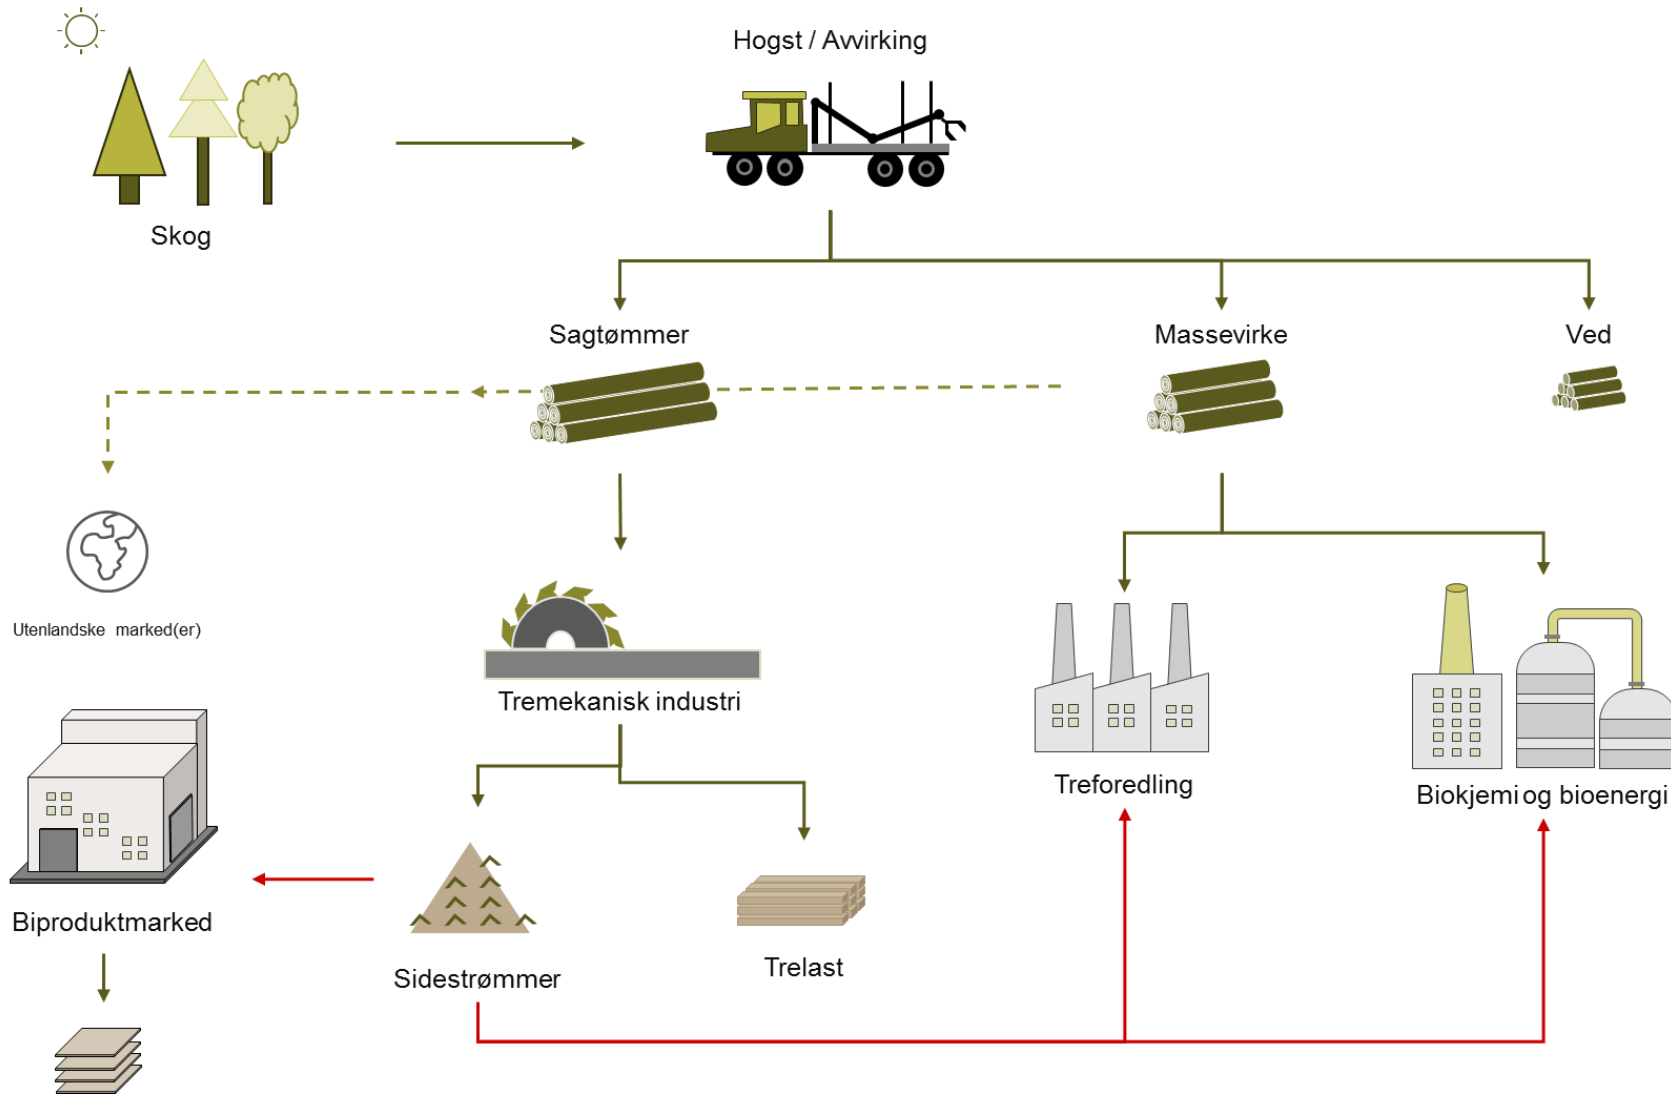 Hogst / Avvirking
Skog
Sagtømmer
Massevirke
Ved
Utenlandske marked(er)
Tremekanisk industri
Treforedling
Biokjemi og bioenergi
Biproduktmarked
Sidestrømmer
Trelast